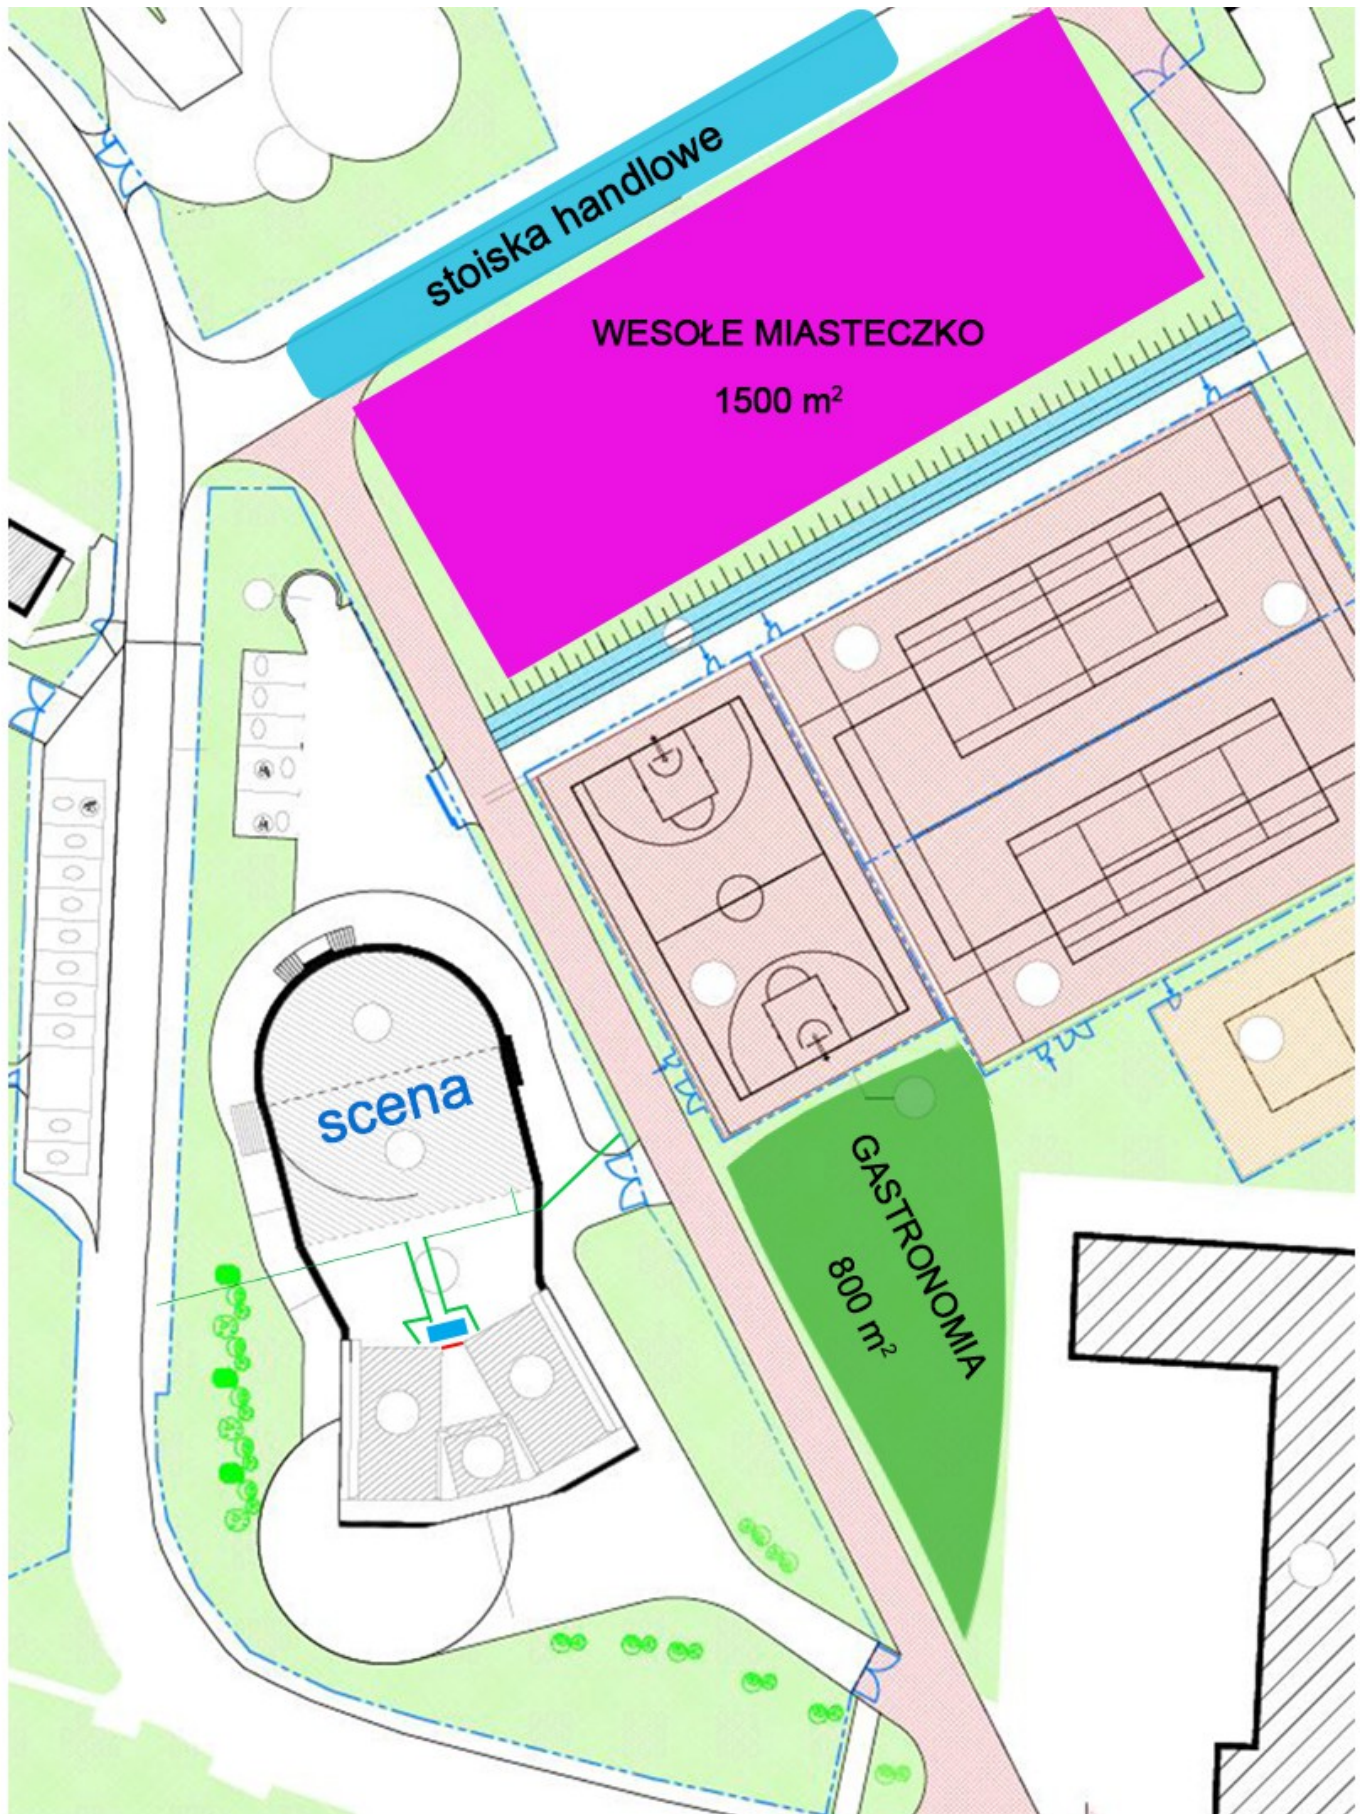 stoiska handlowe
WESOŁE MIASTECZKO
1500 m²
scena
GASTRONOMIA
800 m²